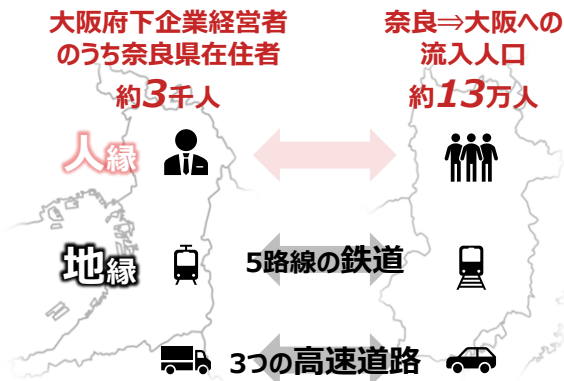 大阪府下企業経営者
のうち奈良県在住者
約3千人
奈良⇒大阪への
流入人口
約13万人
人縁
地縁
5路線の鉄道
3つの高速道路